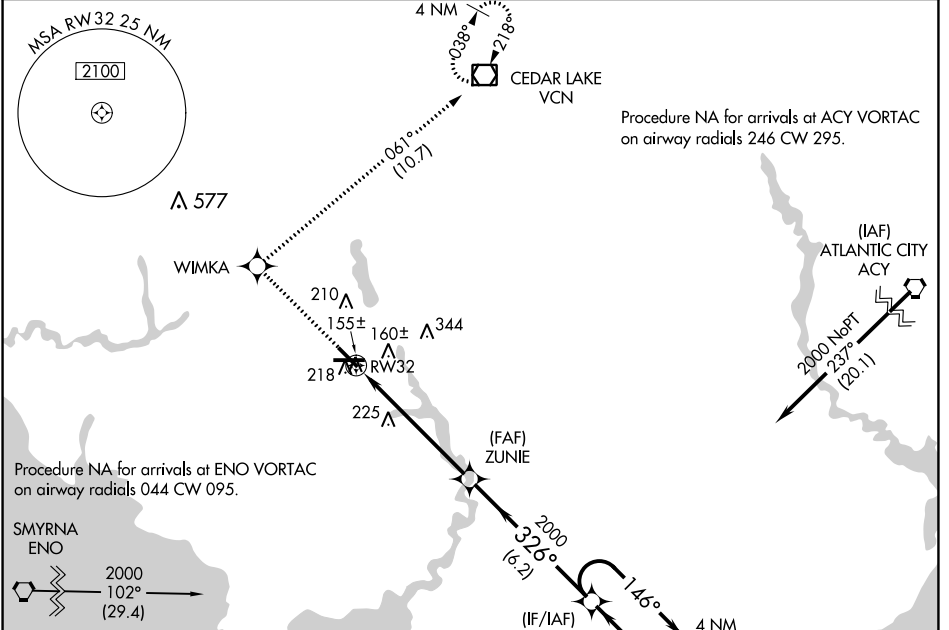 4 NM
038°
218°
MSA RW32 25 NM
2100
CEDAR LAKE
VCN
Procedure NA for arrivals at ACY VORTAC
on airway radials 246 CW 295.
061°
(10.7)
577
(IAF)
ATLANTIC CITY
ACY
WIMKA
210
155±
160±
344
2000 NoPT
237°
(20.1)
218
RW32
225
(FAF)
ZUNIE
Procedure NA for arrivals at ENO VORTAC
on airway radials 044 CW 095.
SMYRNA
ENO
2000
102°
(29.4)
2000
326°
(6.2)
146°
(IF/IAF)
4 NM